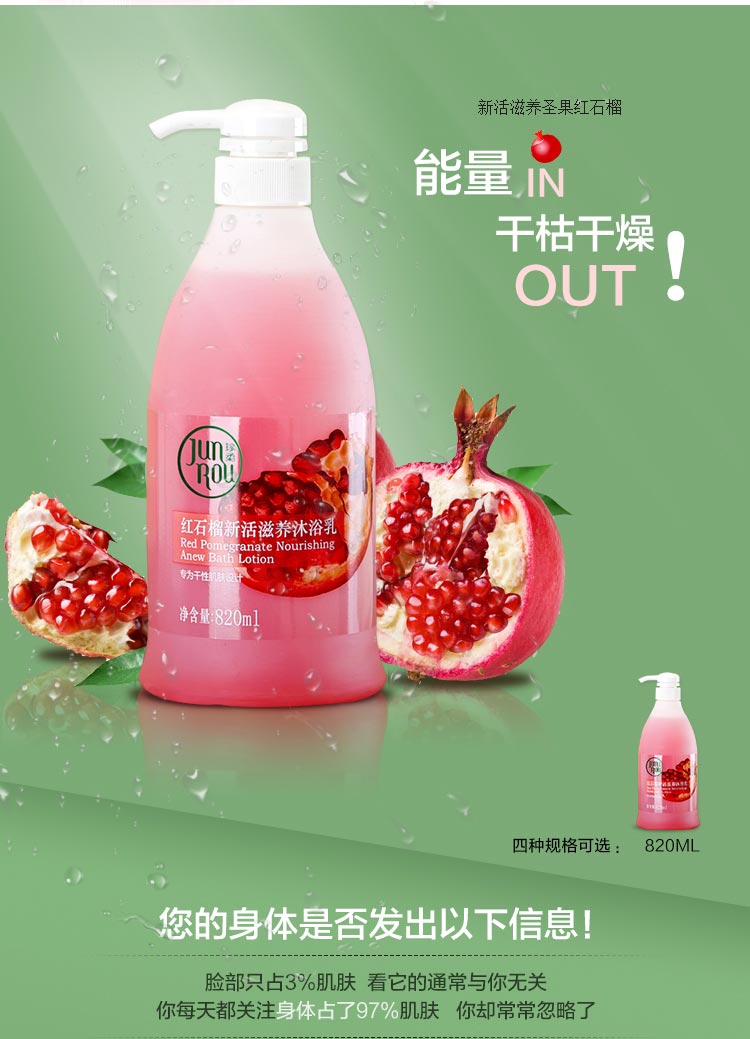 新活滋养圣果红石榴
能量 IN
干枯干燥
OUT !
Jun 珍柔
Rou
红石榴新活滋养沐浴乳
Red Pomegranate Nourishing
Anew Bath Lotion
专为干性肌肤设计
净含量:820ml
Jun
Rou
四种规格可选： 820ML
您的身体是否发出以下信息！
脸部只占3%肌肤 看它的通常与你无关
你每天都关注身体占了97%肌肤 你却常常忽略了